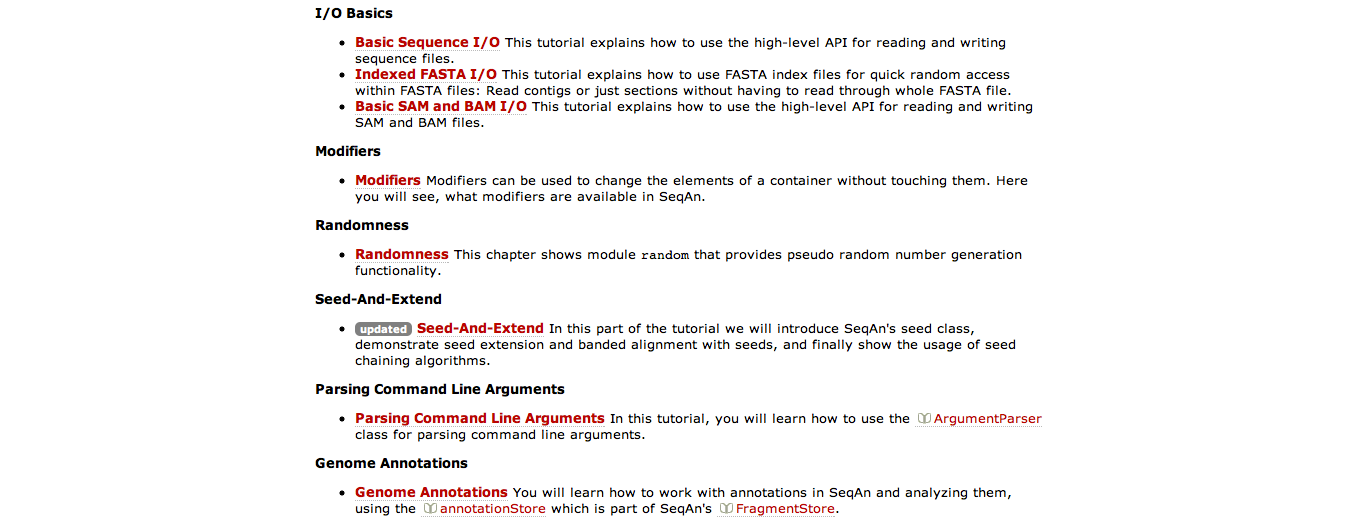 I/O Basics
Basic Sequence I/O This tutorial explains how to use the high-level API for reading and writing
sequence files.
Indexed FASTA I/O This tutorial explains how to use FASTA index files for quick random access
within FASTA files: Read contigs or just sections without having to read through whole FASTA file.
Basic SAM and BAM I/O This tutorial explains how to use the high-level API for reading and writing
SAM and BAM files.
Modifiers
Modifiers Modifiers can be used to change the elements of a container without touching them. Here
you will see, what modifiers are available in SeqAn.
Randomness
Randomness This chapter shows module random that provides pseudo random number generation
functionality.
Seed-And-Extend
updated Seed-And-Extend In this part of the tutorial we will introduce SeqAn's seed class,
demonstrate seed extension and banded alignment with seeds, and finally show the usage of seed
chaining algorithms.
Parsing Command Line Arguments
Parsing Command Line Arguments In this tutorial, you will learn how to use the ArgumentParser
class for parsing command line arguments.
Genome Annotations
Genome Annotations You will learn how to work with annotations in SeqAn and analyzing them,
using the annotationStore which is part of SeqAn's FragmentStore.